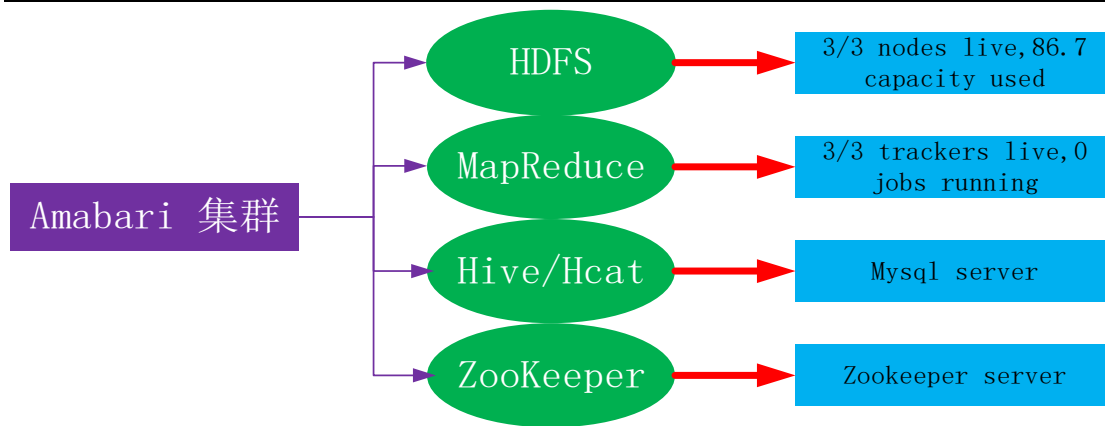 Amabari 集群
HDFS
3/3 nodes live,86.7
capacity used
MapReduce
3/3 trackers live,0
jobs running
Hive/Hcat
Mysql server
ZooKeeper
Zookeeper server